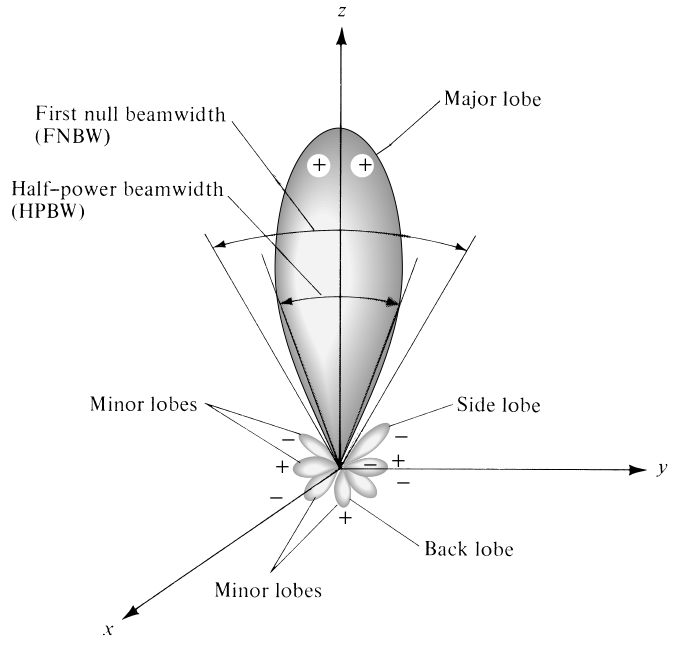 z
Major lobe
First null beamwidth
(FNBW)
+ +
Half-power beamwidth
(HPBW)
Minor lobes
Side lobe
− −
+ − +
− −
y
+
Back lobe
Minor lobes
x